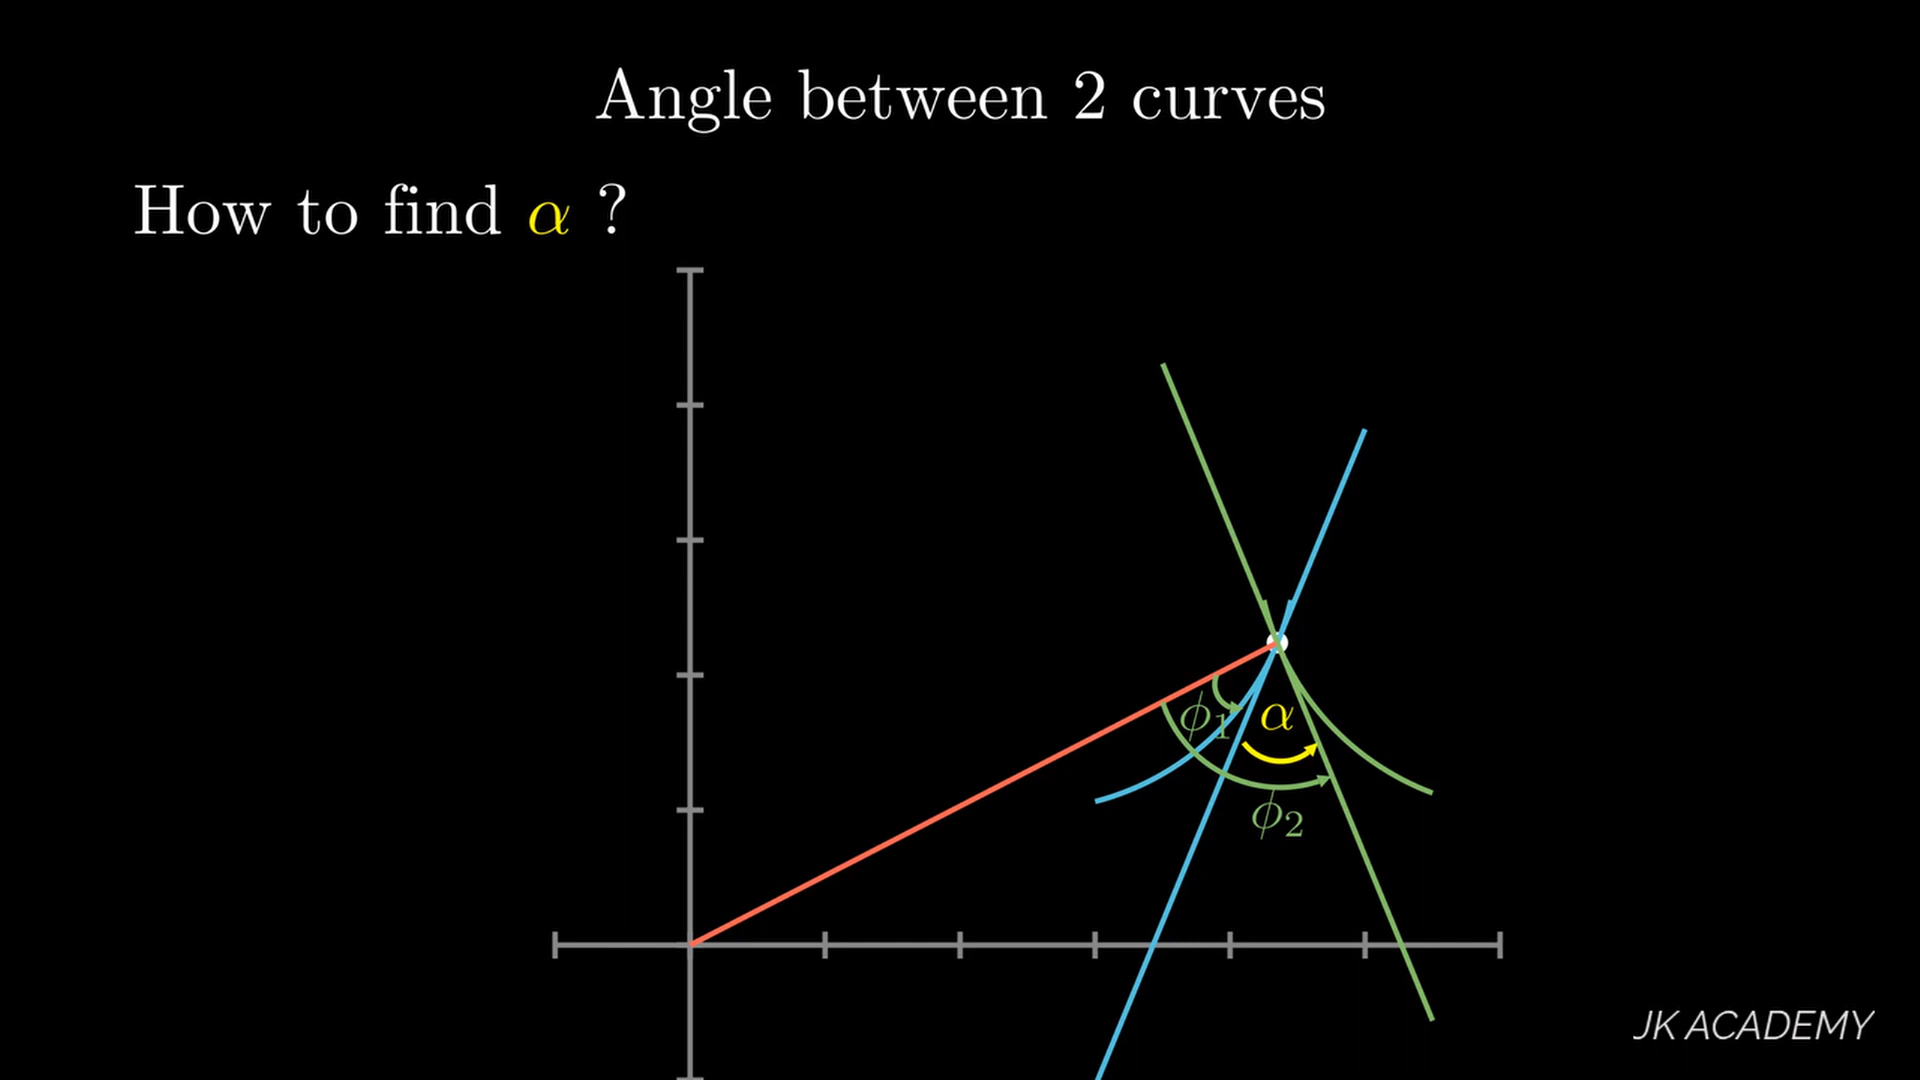 Angle between 2 curves
How to find α ?
ϕ₁
α
ϕ₂
JK ACADEMY